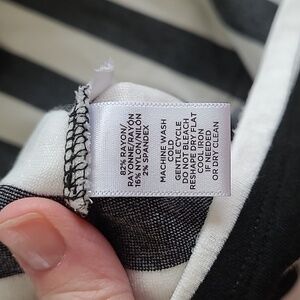 82% RAYON/
RAYONNE/RAYÓN
16% NYLON/NILON
2% SPANDEX
MACHINE WASH
COLD
GENTLE CYCLE
DO NOT BLEACH
RESHAPE DRY FLAT
COOL IRON
IF NEEDED
OR DRY CLEAN